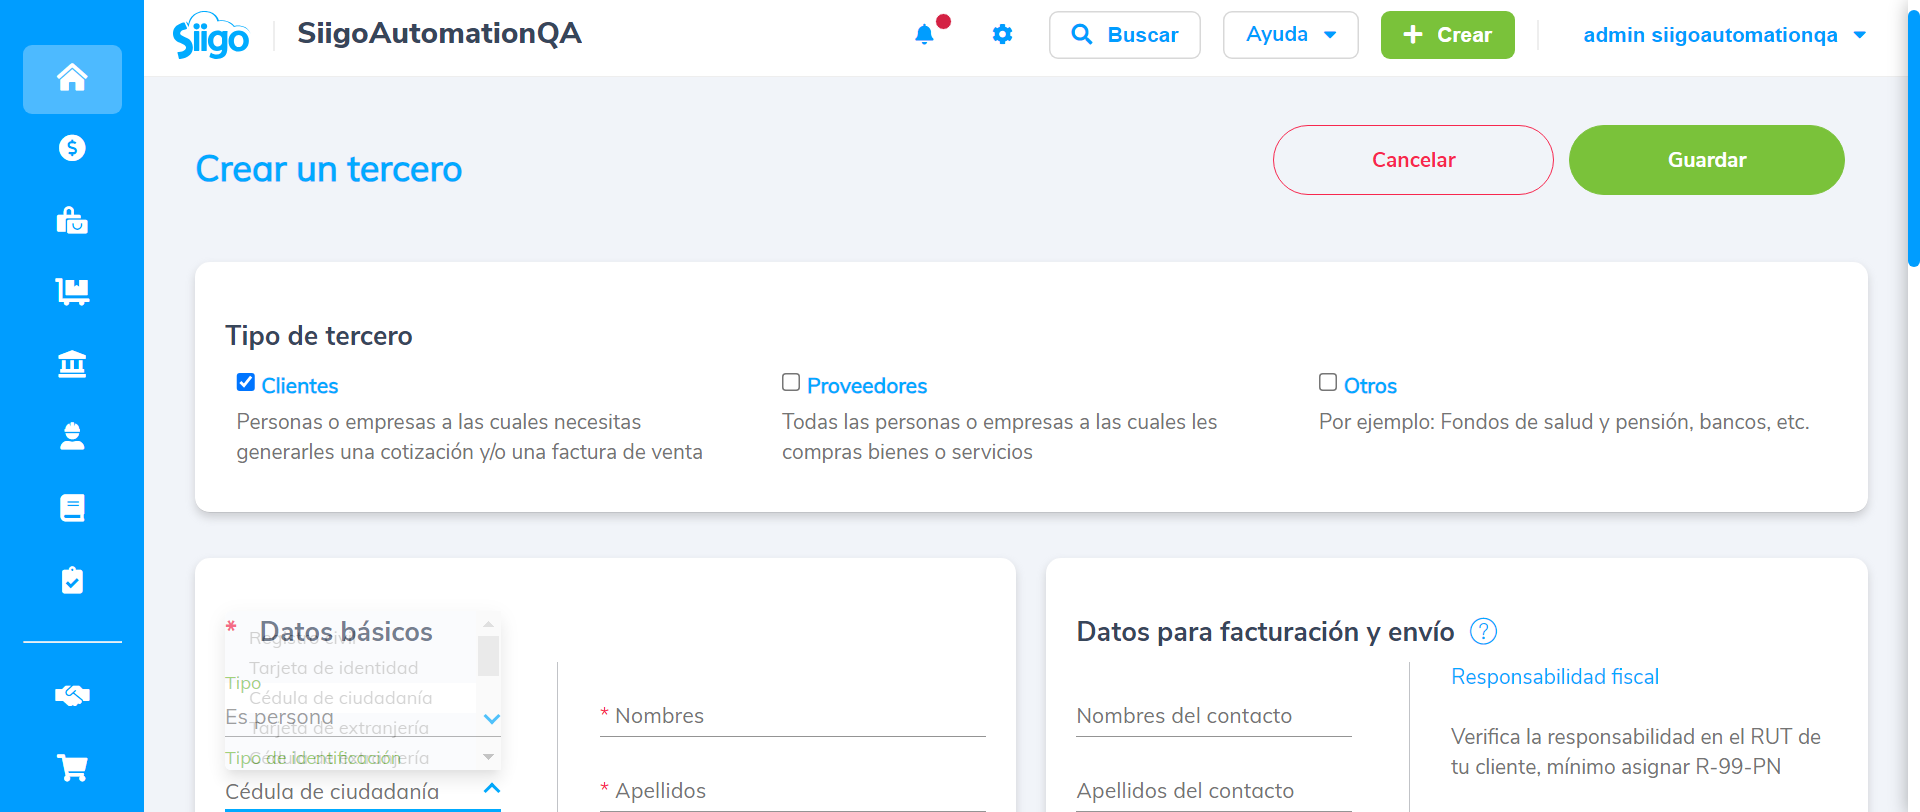 Siigo
SiigoAutomationQA
Buscar
Ayuda
Crear
admin siigoautomationqa
Crear un tercero
Cancelar
Guardar
Tipo de tercero
Clientes
Personas o empresas a las cuales necesitas
generarles una cotización y/o una factura de venta
Proveedores
Todas las personas o empresas a las cuales les
compras bienes o servicios
Otros
Por ejemplo: Fondos de salud y pensión, bancos, etc.
* Datos básicos
Registro civil
Tarjeta de identidad
Tipo
Cédula de ciudadanía
Es persona
Tarjeta de extranjería
Tipo de identificación
Cédula de extranjería
Cédula de ciudadanía
* Nombres
* Apellidos
Datos para facturación y envío ?
Nombres del contacto
Apellidos del contacto
Responsabilidad fiscal
Verifica la responsabilidad en el RUT de
tu cliente, mínimo asignar R-99-PN